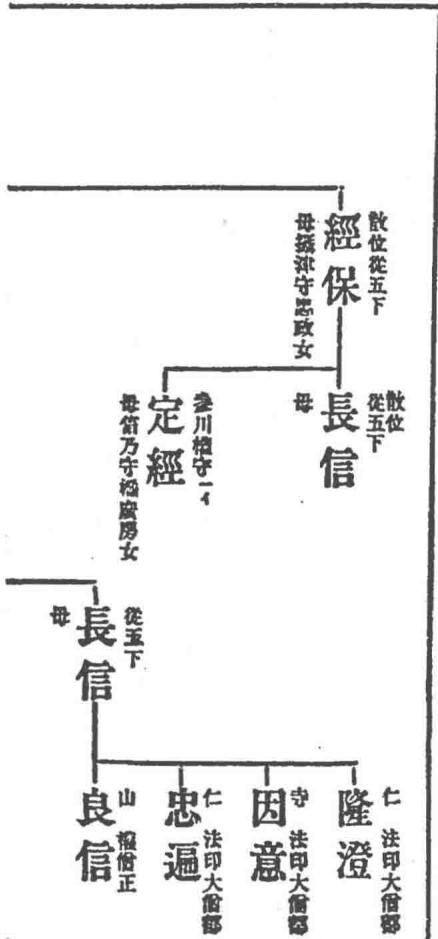 散位從五下
經保
母攝津守忠政女
散位
從五下
長信
母
參川權守一イ
定經
母信乃守 廣房女
從五下
長信
母
仁 法印大僧都
隆澄
寺 法印大僧都
因意
仁 法印大僧都
忠遍
山 權僧正
良信